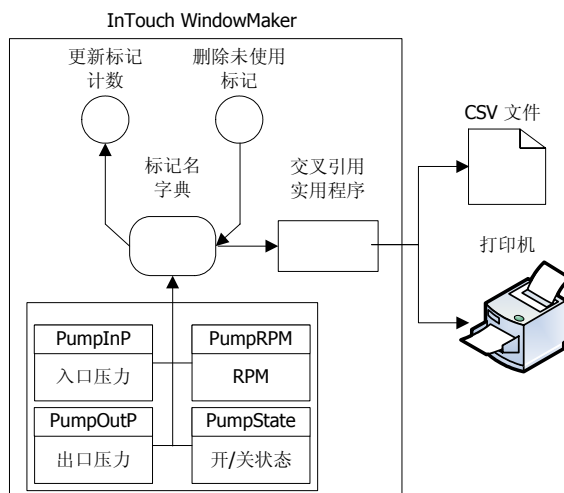 InTouch WindowMaker
更新标记
计数
删除未使用
标记
CSV 文件
标记名
字典
交叉引用
实用程序
打印机
PumpInP
入口压力
PumpRPM
RPM
PumpOutP
出口压力
PumpState
开/关状态